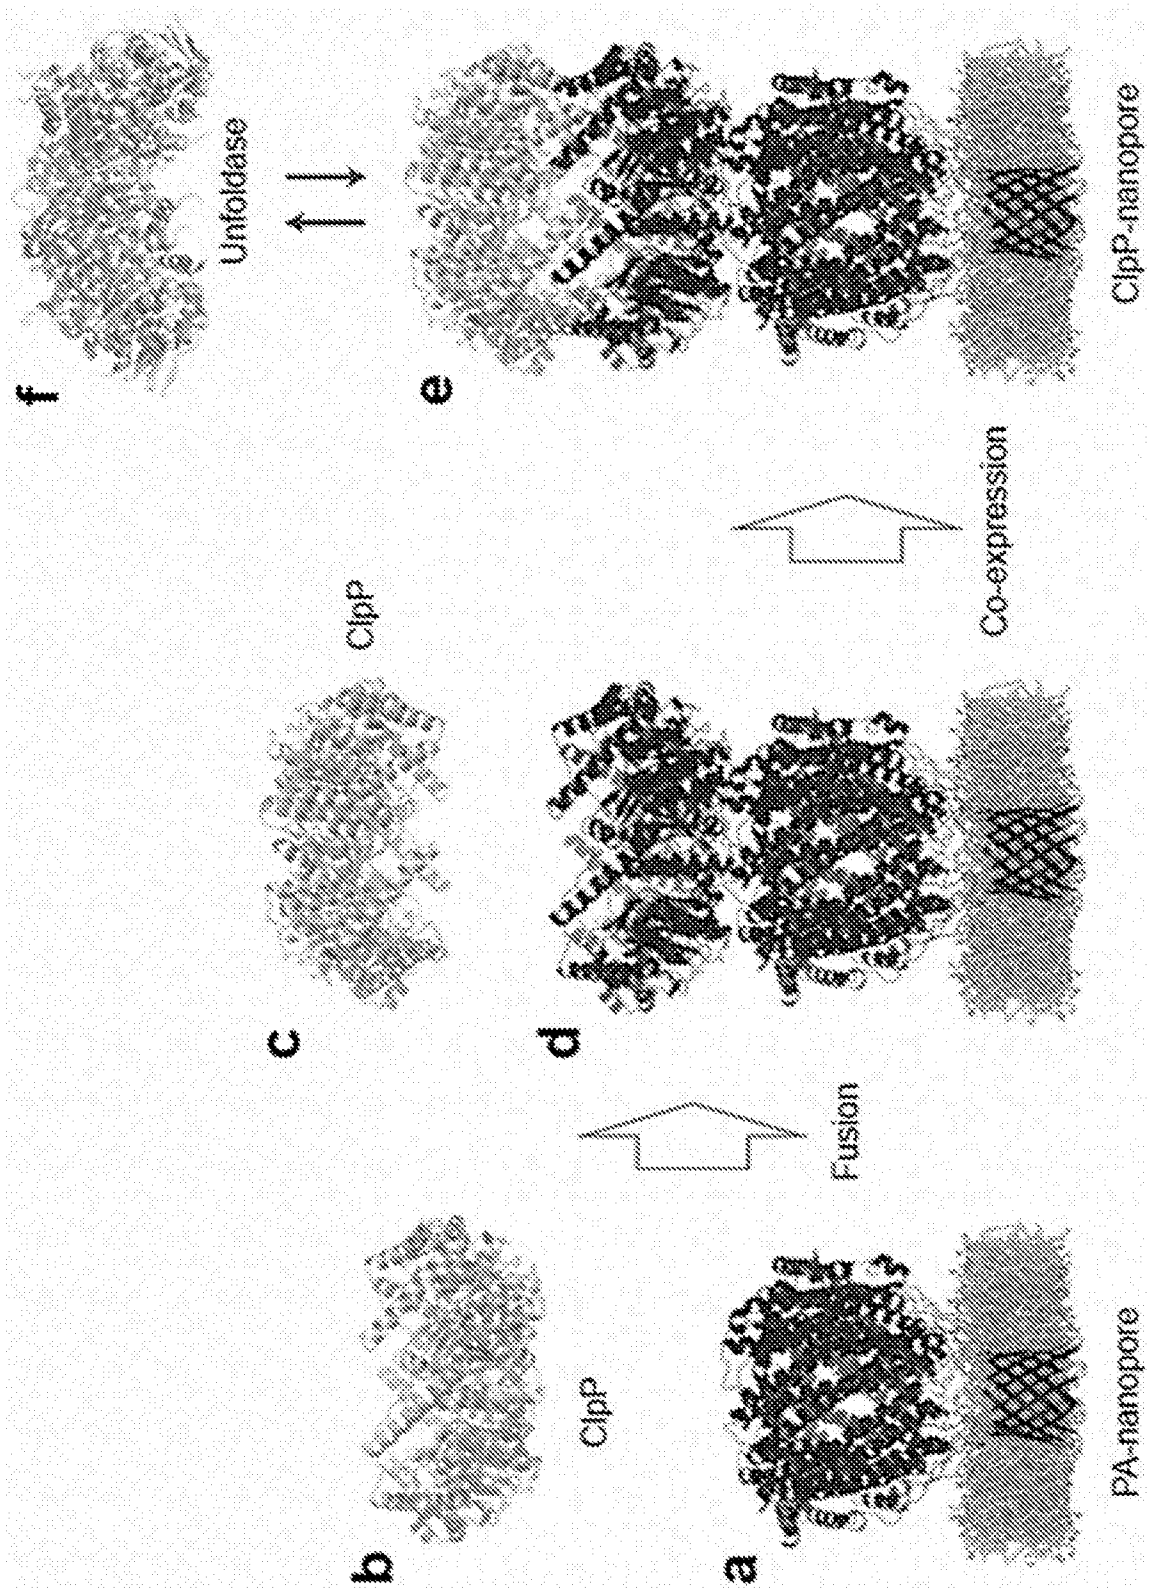 a
PA-nanopore
b
ClpP
Fusion
c
ClpP
d
Co-expression
e
ClpP-nanopore
f
Unfoldase